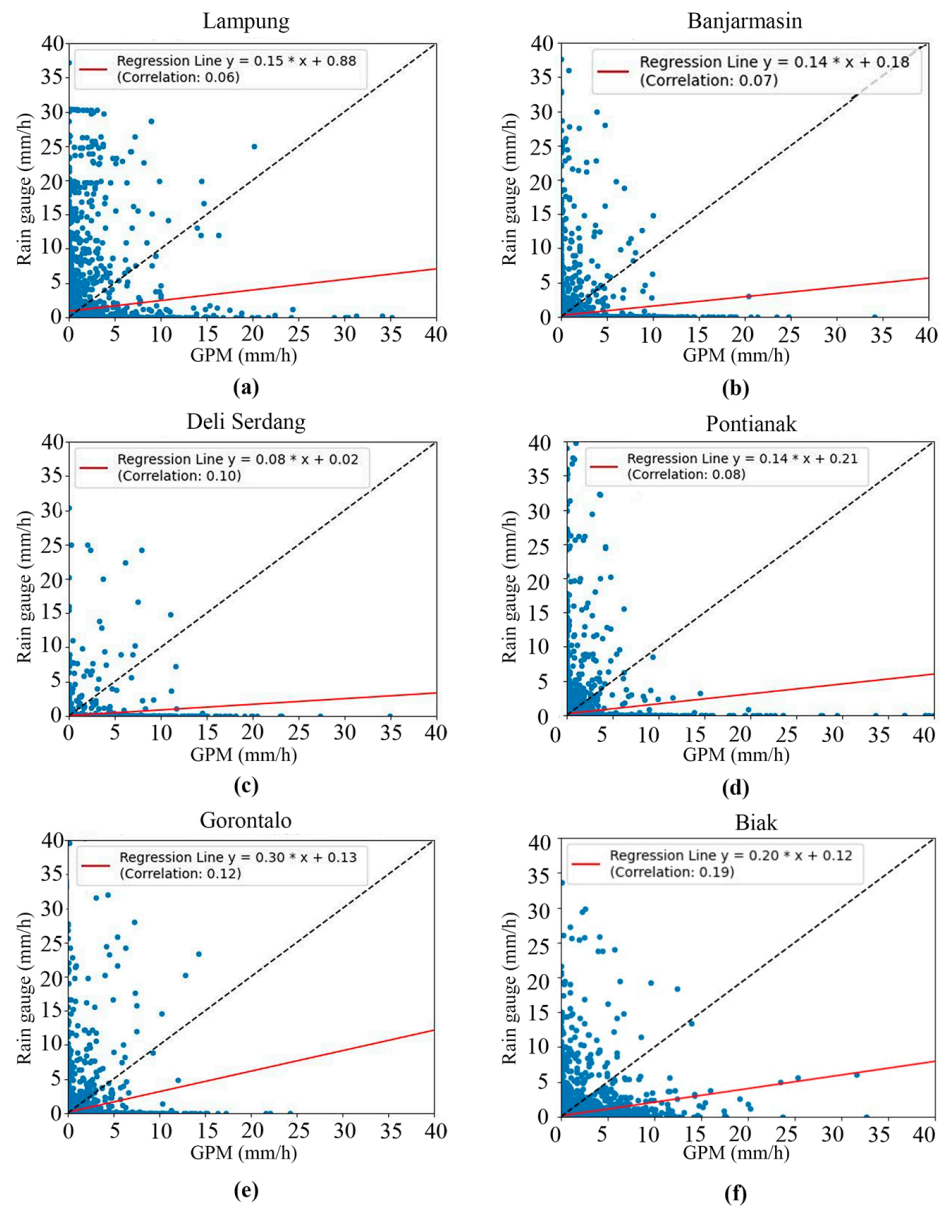 Lampung
Regression Line y = 0.15 * x + 0.88
(Correlation: 0.06)
Rain gauge (mm/h)
40
35
30
25
20
15
10
5
0
0 5 10 15 20 25 30 35 40
GPM (mm/h)
(a)
Banjarmasin
Regression Line y = 0.14 * x + 0.18
(Correlation: 0.07)
Rain gauge (mm/h)
40
35
30
25
20
15
10
5
0
0 5 10 15 20 25 30 35 40
GPM (mm/h)
(b)
Deli Serdang
Regression Line y = 0.08 * x + 0.02
(Correlation: 0.10)
Rain gauge (mm/h)
40
35
30
25
20
15
10
5
0
0 5 10 15 20 25 30 35 40
GPM (mm/h)
(c)
Pontianak
Regression Line y = 0.14 * x + 0.21
(Correlation: 0.08)
Rain gauge (mm/h)
40
35
30
25
20
15
10
5
0
0 5 10 15 20 25 30 35 40
GPM (mm/h)
(d)
Gorontalo
Regression Line y = 0.30 * x + 0.13
(Correlation: 0.12)
Rain gauge (mm/h)
40
35
30
25
20
15
10
5
0
0 5 10 15 20 25 30 35 40
GPM (mm/h)
(e)
Biak
Regression Line y = 0.20 * x + 0.12
(Correlation: 0.19)
Rain gauge (mm/h)
40
35
30
25
20
15
10
5
0
0 5 10 15 20 25 30 35 40
GPM (mm/h)
(f)